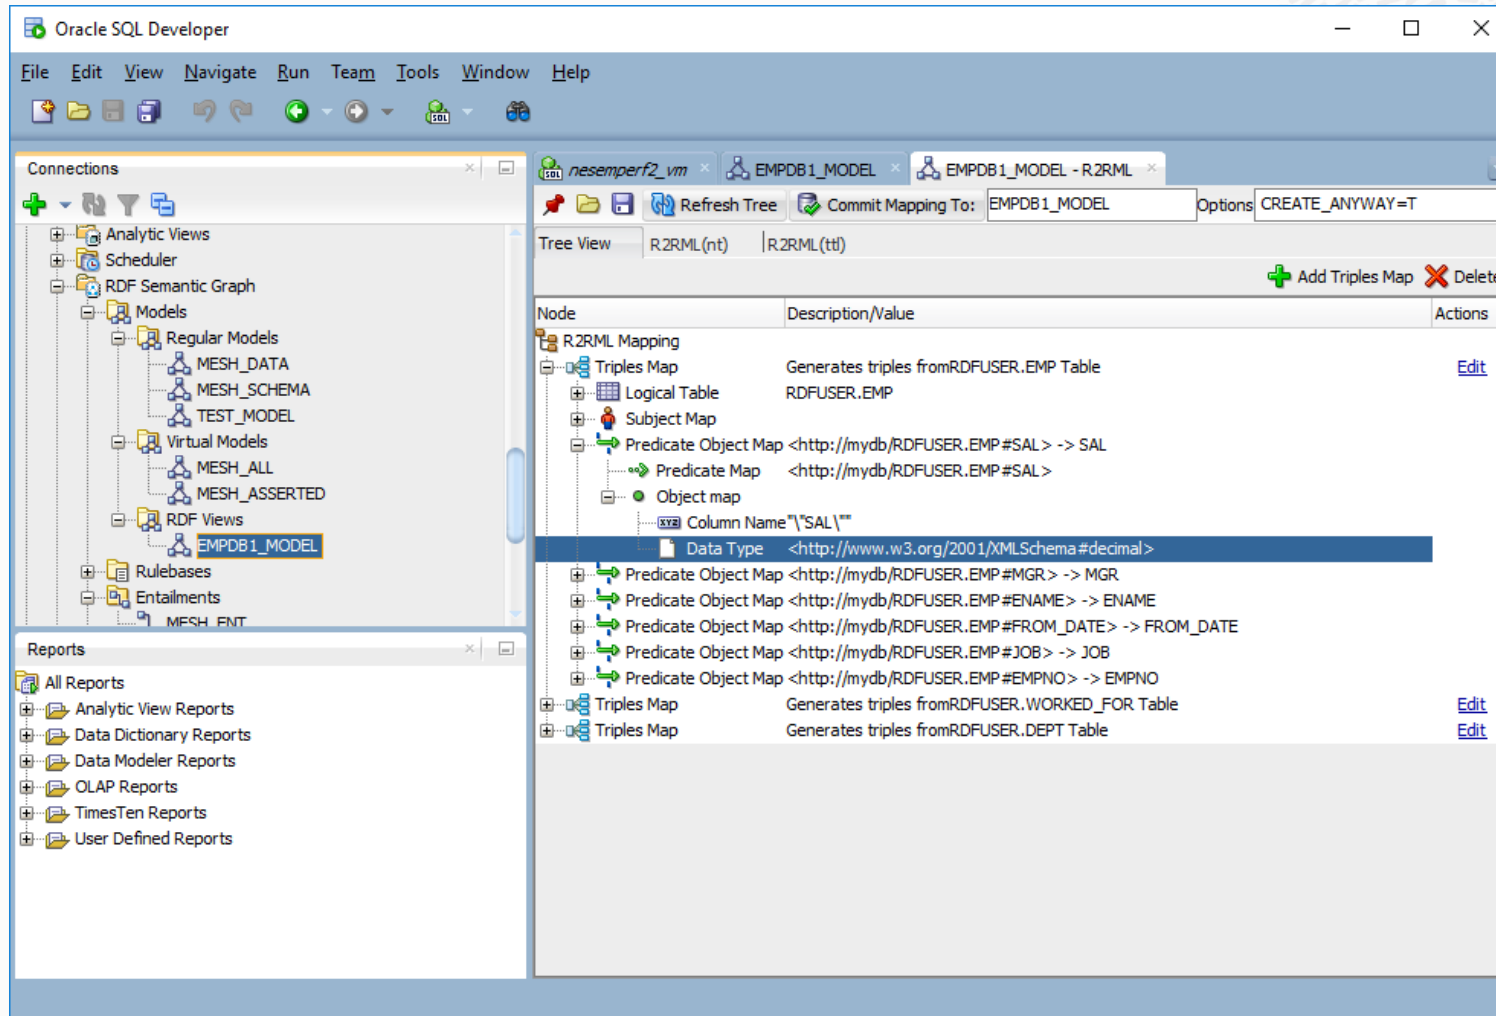 Oracle SQL Developer
File Edit View Navigate Run Team Tools Window Help
SQL
Connections
Analytic Views
Scheduler
RDF Semantic Graph
Models
Regular Models
MESH_DATA
MESH_SCHEMA
TEST_MODEL
Virtual Models
MESH_ALL
MESH_ASSERTED
RDF Views
EMPDB1_MODEL
Rulebases
Entailments
MESH_ENT
Reports
All Reports
Analytic View Reports
Data Dictionary Reports
Data Modeler Reports
OLAP Reports
TimesTen Reports
User Defined Reports
nesemperf2_vm EMPDB1_MODEL EMPDB1_MODEL - R2RML
Refresh Tree Commit Mapping To: EMPDB1_MODEL Options CREATE_ANYWAY=T
Tree View R2RML(nt) R2RML(ttl)
Add Triples Map Delete
Node Description/Value Actions
R2RML Mapping
Triples Map Generates triples fromRDFUSER.EMP Table Edit
Logical Table RDFUSER.EMP
Subject Map
Predicate Object Map <http://mydb/RDFUSER.EMP#SAL> -> SAL
Predicate Map <http://mydb/RDFUSER.EMP#SAL>
Object map
XYZ Column Name "\"SAL\""
Data Type <http://www.w3.org/2001/XMLSchema#decimal>
Predicate Object Map <http://mydb/RDFUSER.EMP#MGR> -> MGR
Predicate Object Map <http://mydb/RDFUSER.EMP#ENAME> -> ENAME
Predicate Object Map <http://mydb/RDFUSER.EMP#FROM_DATE> -> FROM_DATE
Predicate Object Map <http://mydb/RDFUSER.EMP#JOB> -> JOB
Predicate Object Map <http://mydb/RDFUSER.EMP#EMPNO> -> EMPNO
Triples Map Generates triples fromRDFUSER.WORKED_FOR Table Edit
Triples Map Generates triples fromRDFUSER.DEPT Table Edit